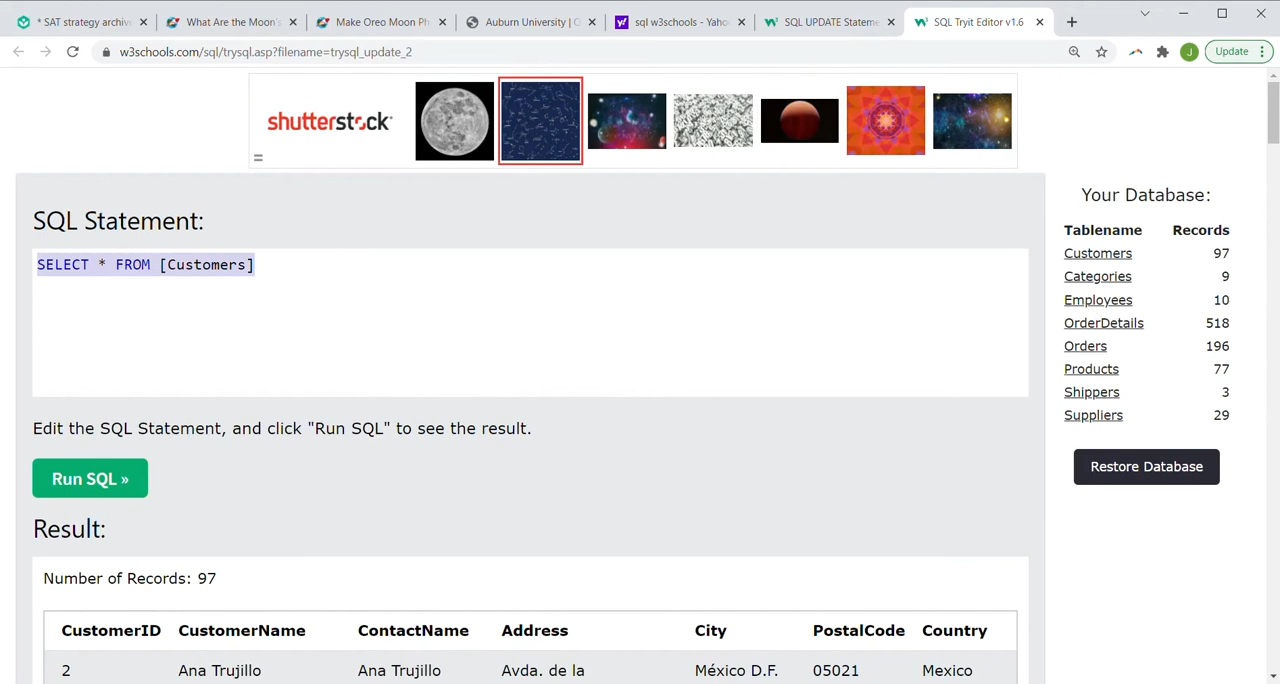 * SAT strategy archive
What Are the Moon's
Make Oreo Moon Ph
Auburn University | C
sql w3schools - Yahoo
SQL UPDATE Stateme
SQL Tryit Editor v1.6
w3schools.com/sql/trysql.asp?filename=trysql_update_2
J
Update
shutterstock
SQL Statement:
SELECT * FROM [Customers]
Edit the SQL Statement, and click "Run SQL" to see the result.
Run SQL »
Result:
Number of Records: 97
CustomerID CustomerName ContactName Address City PostalCode Country
2 Ana Trujillo Ana Trujillo Avda. de la México D.F. 05021 Mexico
Your Database:
Tablename Records
Customers 97
Categories 9
Employees 10
OrderDetails 518
Orders 196
Products 77
Shippers 3
Suppliers 29
Restore Database